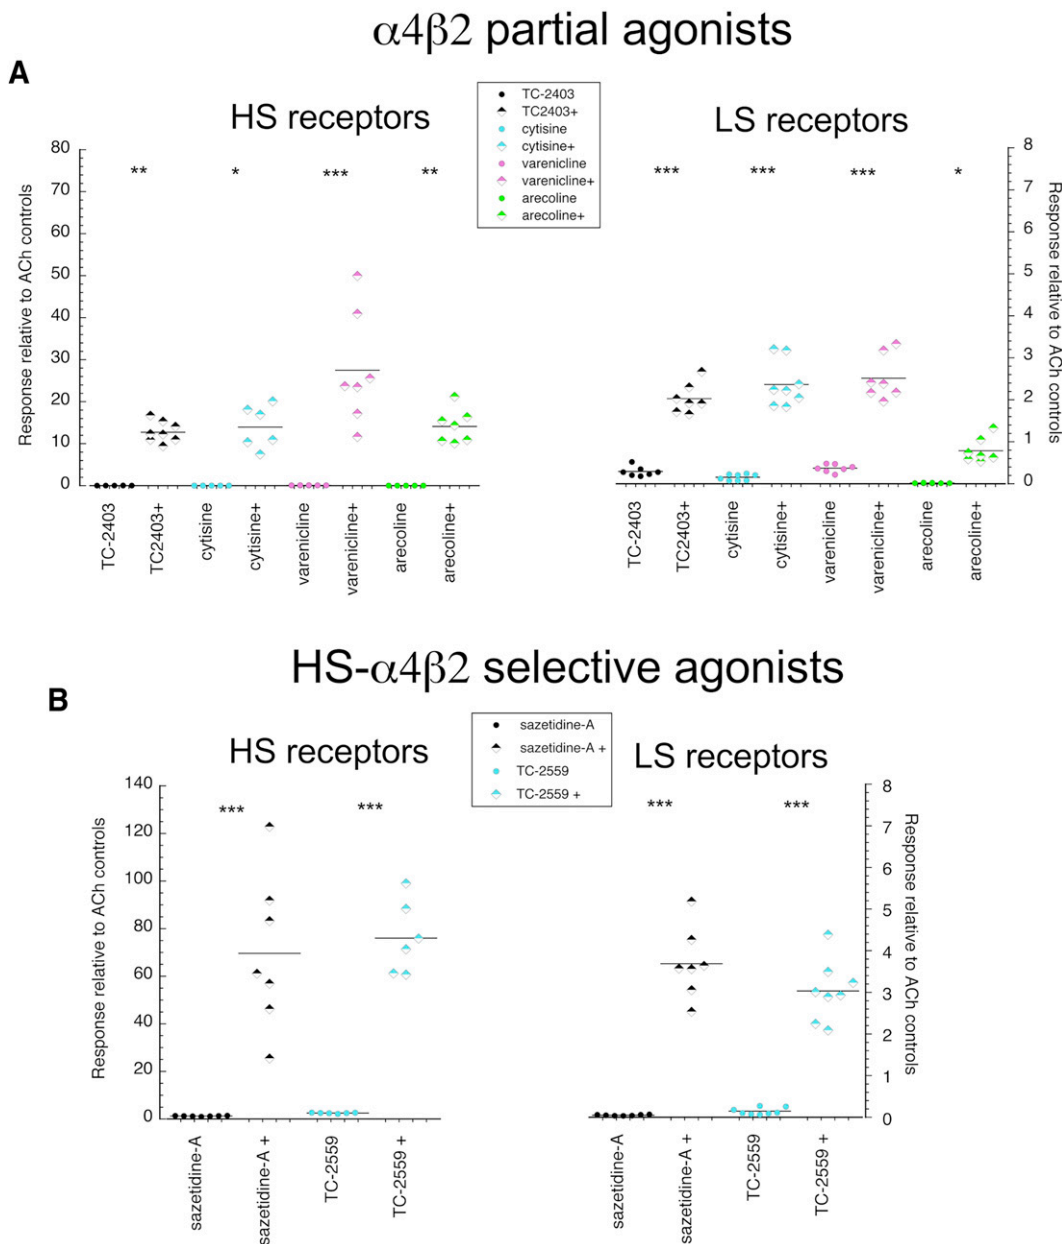 α4β2 partial agonists
A
HS receptors
LS receptors
TC-2403
TC2403+
cytisine
cytisine+
varenicline
varenicline+
arecoline
arecoline+
Response relative to ACh controls
80
70
60
50
40
30
20
10
0
** * *** **
TC-2403
TC2403+
cytisine
cytisine+
varenicline
varenicline+
arecoline
arecoline+
*** *** *** *
8
7
6
5
4
3
2
1
0
Response relative to ACh controls
TC-2403
TC2403+
cytisine
cytisine+
varenicline
varenicline+
arecoline
arecoline+
HS-α4β2 selective agonists
B
HS receptors
LS receptors
sazetidine-A
sazetidine-A +
TC-2559
TC-2559 +
Response relative to ACh controls
140
120
100
80
60
40
20
0
*** ***
sazetidine-A
sazetidine-A +
TC-2559
TC-2559 +
*** ***
8
7
6
5
4
3
2
1
0
Response relative to ACh controls
sazetidine-A
sazetidine-A +
TC-2559
TC-2559 +